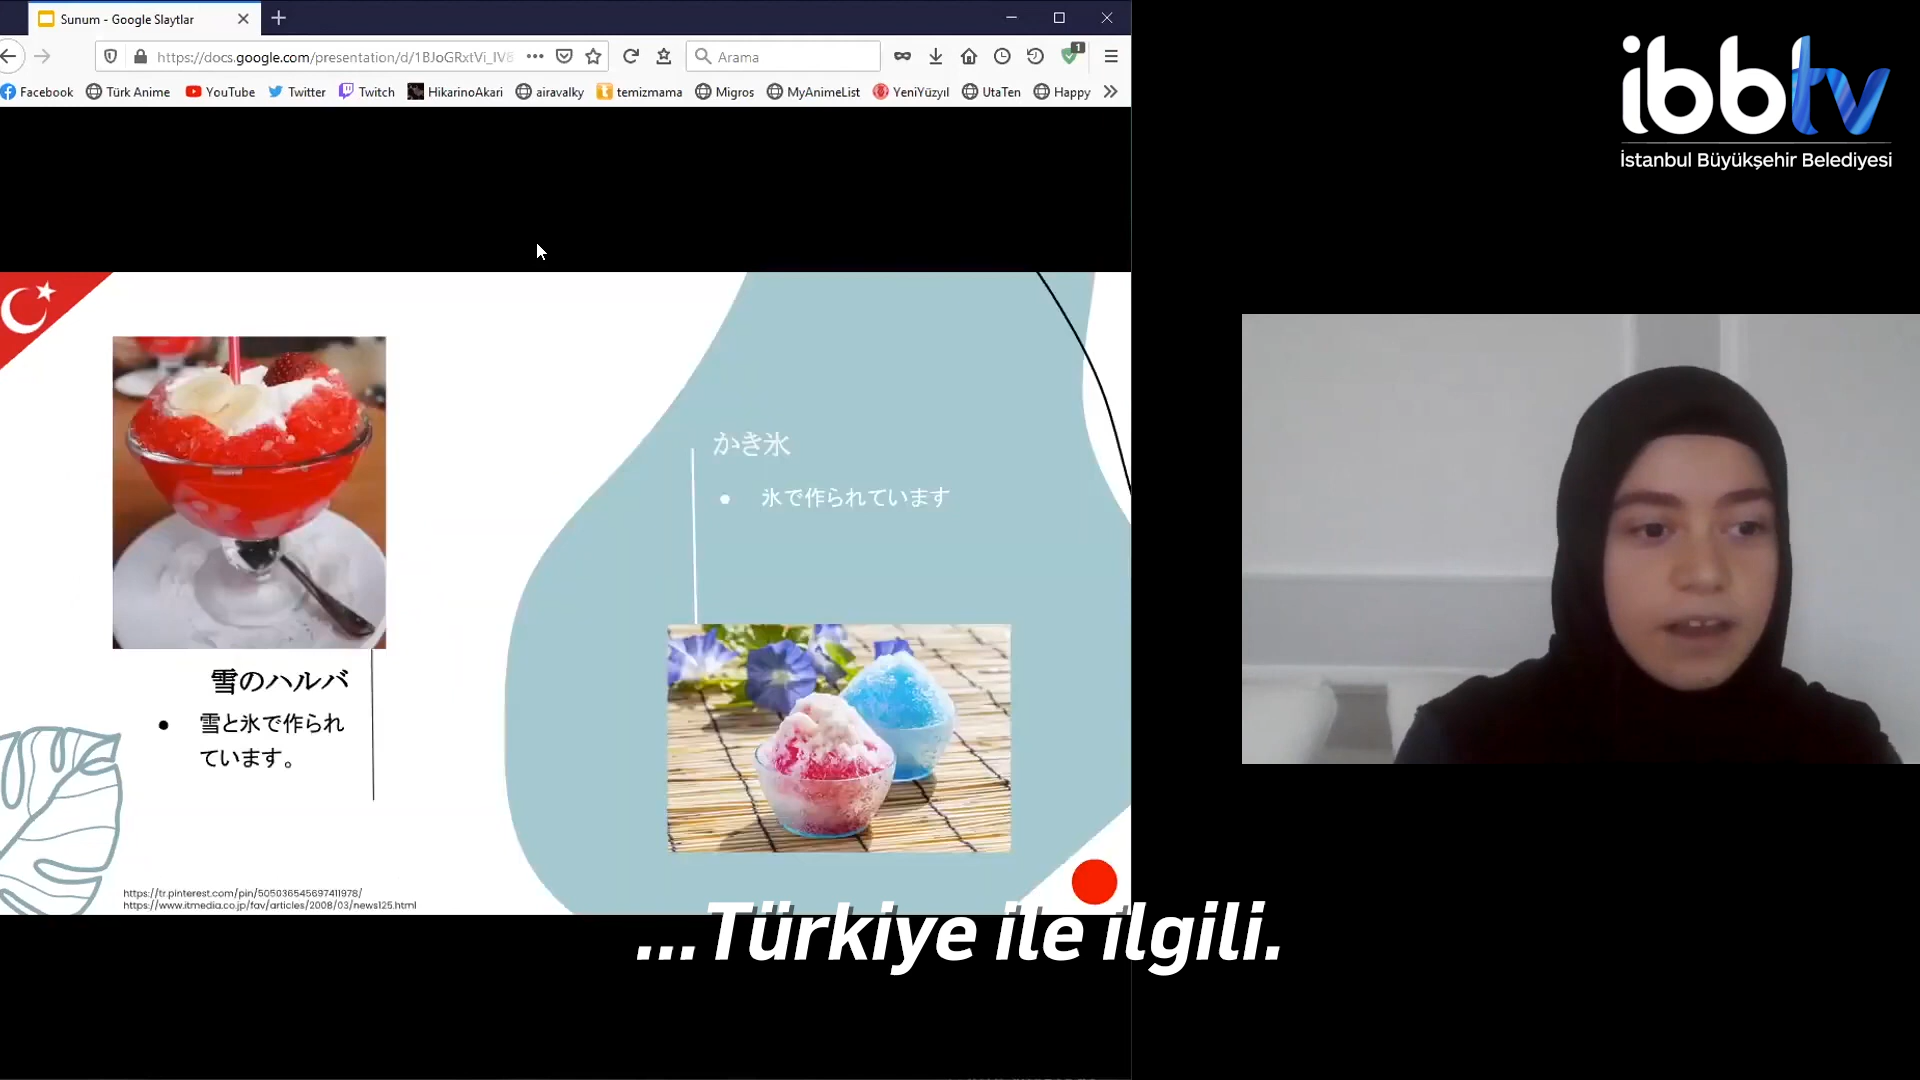 Sunum - Google Slaytlar
https://docs.google.com/presentation/d/1BJoGRxtVi_IV8
Arama
1
Facebook
Türk Anime
YouTube
Twitter
Twitch
HikarinoAkari
airavalky
temizmama
Migros
MyAnimeList
YeniYüzyıl
UtaTen
Happy
ibbtv
İstanbul Büyükşehir Belediyesi
かき氷
● 氷で作られています
雪のハルバ
● 雪と氷で作られ
ています。
https://tr.pinterest.com/pin/505036545697411978/
https://www.itmedia.co.jp/fav/articles/2008/03/news125.html
...Türkiye ile ilgili.